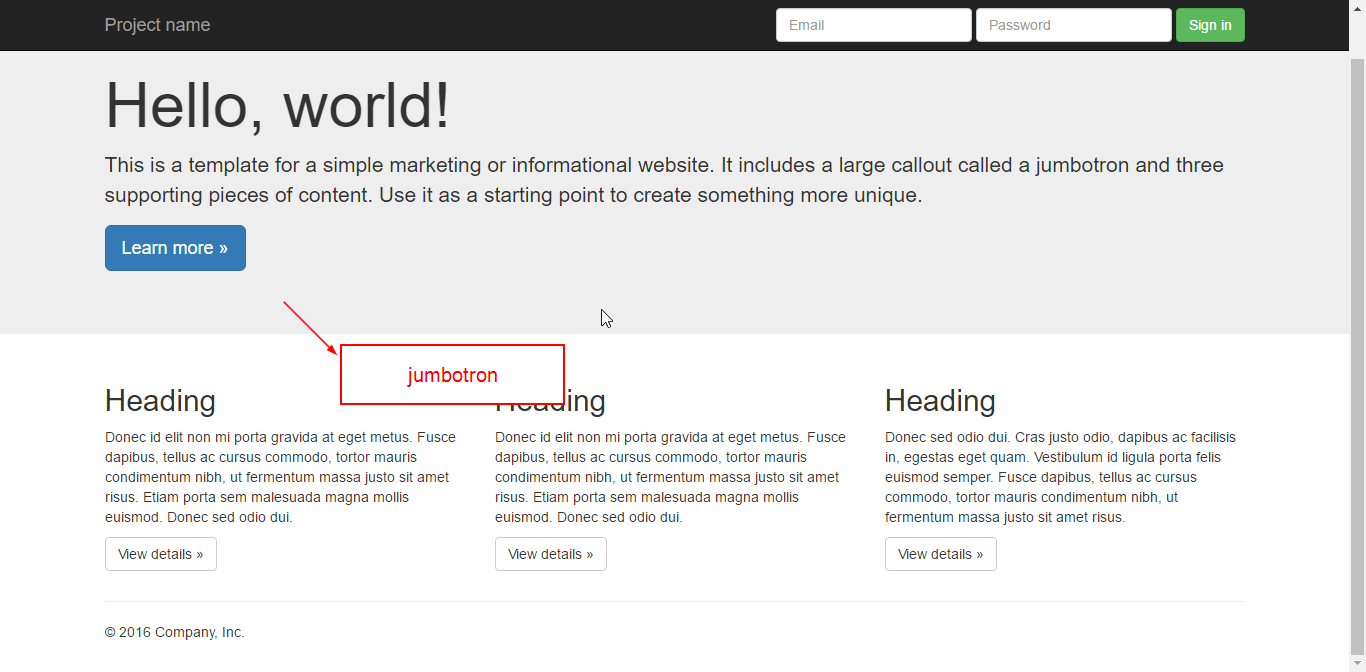 Project name
Email
Password
Sign in
Hello, world!
This is a template for a simple marketing or informational website. It includes a large callout called a jumbotron and three
supporting pieces of content. Use it as a starting point to create something more unique.
Learn more »
jumbotron
Heading
Donec id elit non mi porta gravida at eget metus. Fusce
dapibus, tellus ac cursus commodo, tortor mauris
condimentum nibh, ut fermentum massa justo sit amet
risus. Etiam porta sem malesuada magna mollis
euismod. Donec sed odio dui.
View details »
Heading
Donec id elit non mi porta gravida at eget metus. Fusce
dapibus, tellus ac cursus commodo, tortor mauris
condimentum nibh, ut fermentum massa justo sit amet
risus. Etiam porta sem malesuada magna mollis
euismod. Donec sed odio dui.
View details »
Heading
Donec sed odio dui. Cras justo odio, dapibus ac facilisis
in, egestas eget quam. Vestibulum id ligula porta felis
euismod semper. Fusce dapibus, tellus ac cursus
commodo, tortor mauris condimentum nibh, ut
fermentum massa justo sit amet risus.
View details »
© 2016 Company, Inc.